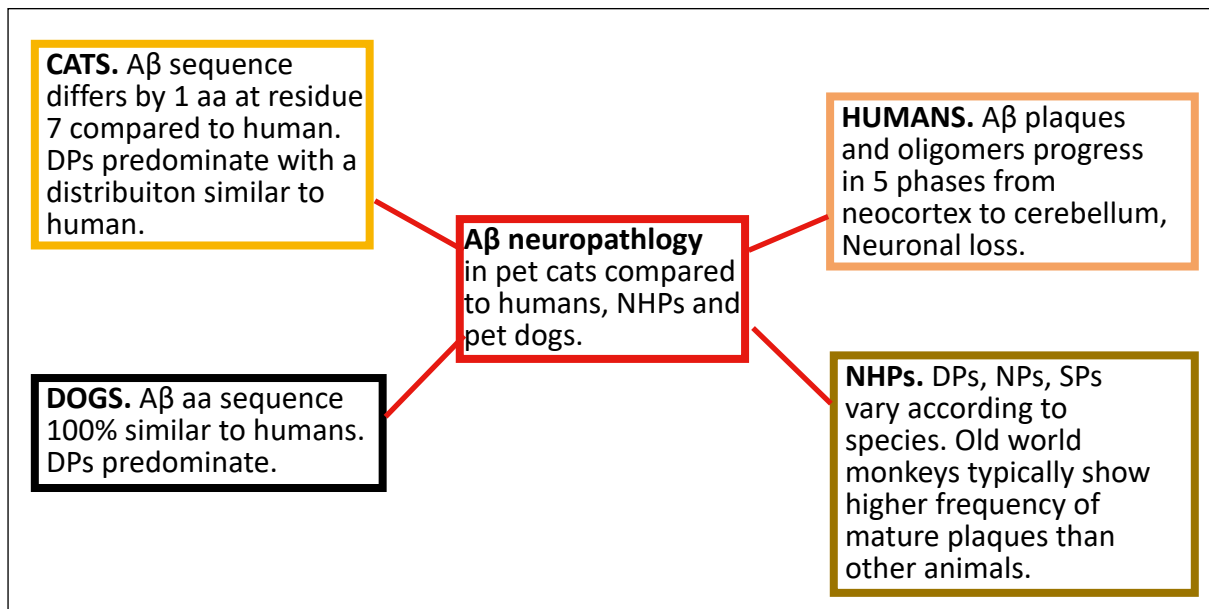 CATS. Aβ sequence
differs by 1 aa at residue
7 compared to human.
DPs predominate with a
distribuiton similar to
human.
HUMANS. Aβ plaques
and oligomers progress
in 5 phases from
neocortex to cerebellum,
Neuronal loss.
Aβ neuropathlogy
in pet cats compared
to humans, NHPs and
pet dogs.
DOGS. Aβ aa sequence
100% similar to humans.
DPs predominate.
NHPs. DPs, NPs, SPs
vary according to
species. Old world
monkeys typically show
higher frequency of
mature plaques than
other animals.